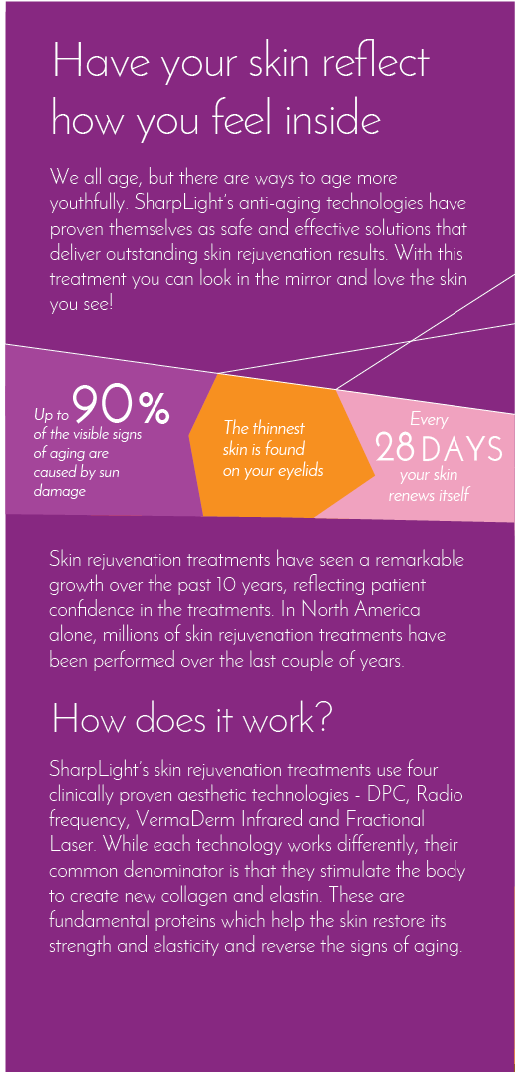 Have your skin reflect
how you feel inside
We all age, but there are ways to age more
youthfully. SharpLight's anti-aging technologies have
proven themselves as safe and effective solutions that
deliver outstanding skin rejuvenation results. With this
treatment you can look in the mirror and love the skin
you see!
Up to 90%
of the visible signs
of aging are
caused by sun
damage
The thinnest
skin is found
on your eyelids
Every
28 DAYS
your skin
renews itself
Skin rejuvenation treatments have seen a remarkable
growth over the past 10 years, reflecting patient
confidence in the treatments. In North America
alone, millions of skin rejuvenation treatments have
been performed over the last couple of years.
How does it work?
SharpLight's skin rejuvenation treatments use four
clinically proven aesthetic technologies - DPC, Radio
frequency, VermaDerm Infrared and Fractional
Laser. While each technology works differently, their
common denominator is that they stimulate the body
to create new collagen and elastin. These are
fundamental proteins which help the skin restore its
strength and elasticity and reverse the signs of aging.